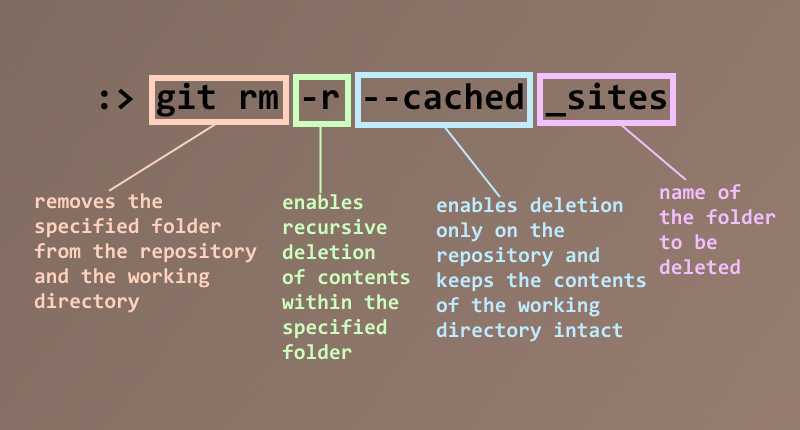 :> git rm -r --cached _sites
removes the
specified folder
from the repository
and the working
directory
enables
recursive
deletion
of contents
within the
specified
folder
enables deletion
only on the
repository and
keeps the contents
of the working
directory intact
name of
the folder
to be
deleted